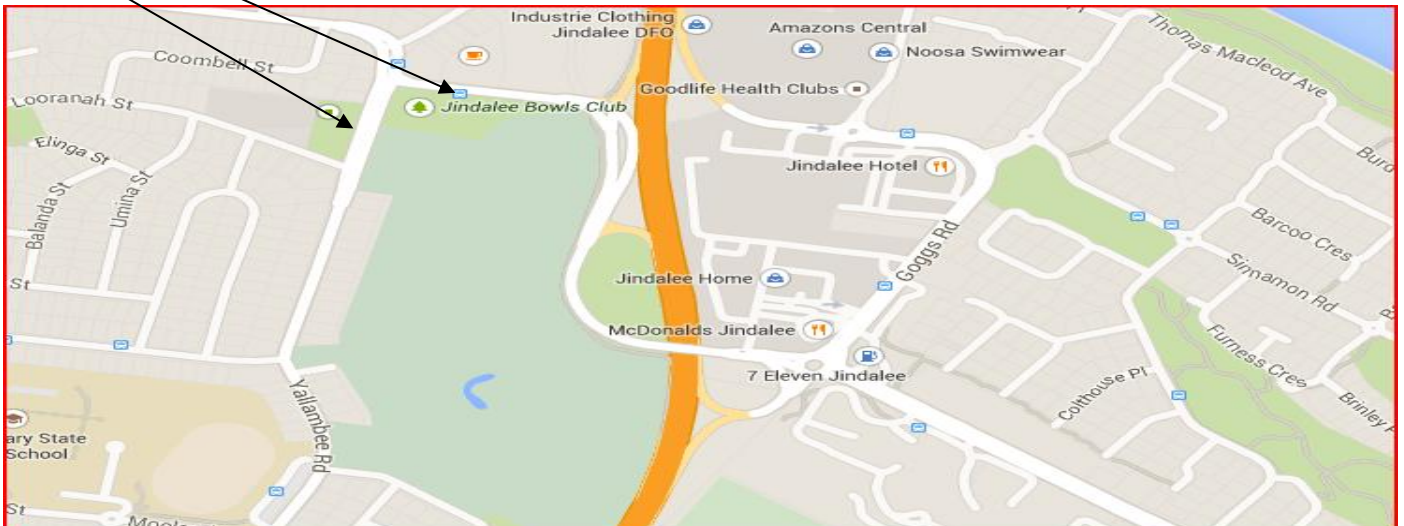 Industrie Clothing
Jindalee DFO
Amazons Central
Noosa Swimwear
Thomas Macleod Ave
Coombell St
Goodlife Health Clubs
Looranah St
Jindalee Bowls Club
Elinga St
Jindalee Hotel
Balanda St
Umina St
Barcoo Cres
Goggs Rd
Sinnamon Rd
St
Jindalee Home
McDonalds Jindalee
7 Eleven Jindalee
Furness Cres
Colthouse Pl
Yallambee Rd
Brinley
ary State
School
St